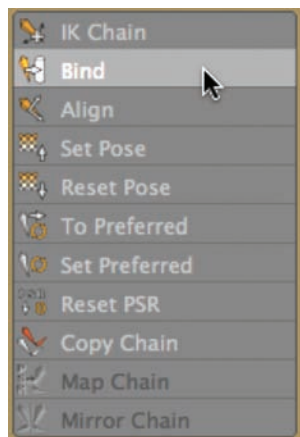 IK Chain
Bind
Align
Set Pose
Reset Pose
To Preferred
Set Preferred
Reset PSR
Copy Chain
Map Chain
Mirror Chain